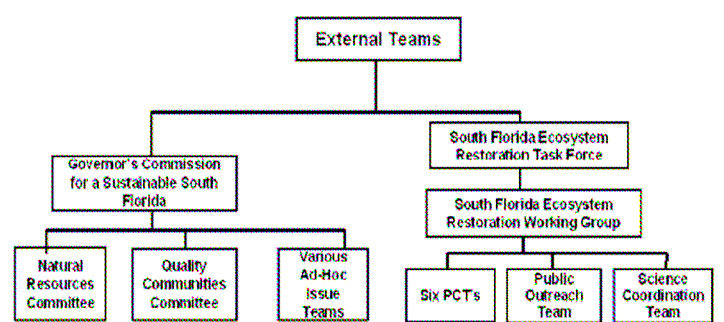 External Teams
South Florida Ecosystem
Restoration Task Force
Governor's Commission
for a Sustainable South
Florida
South Florida Ecosystem
Restoration Working Group
Natural
Resources
Committee
Quality
Communities
Committee
Various
Ad-Hoc
Issue
Teams
Six PCT's
Public
Outreach
Team
Science
Coordination
Team